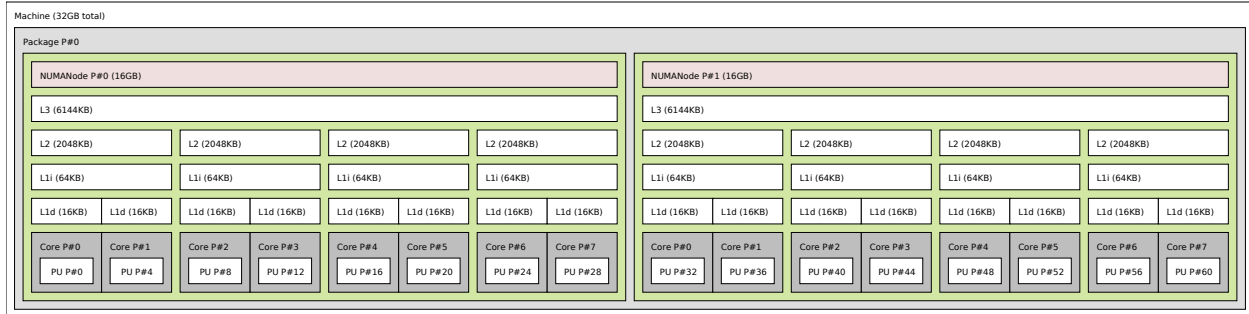 Machine (32GB total)
Package P#0
NUMANode P#0 (16GB) NUMANode P#1 (16GB)
L3 (6144KB) L3 (6144KB)
L2 (2048KB) L2 (2048KB) L2 (2048KB) L2 (2048KB) L2 (2048KB) L2 (2048KB) L2 (2048KB) L2 (2048KB)
L1i (64KB) L1i (64KB) L1i (64KB) L1i (64KB) L1i (64KB) L1i (64KB) L1i (64KB) L1i (64KB)
L1d (16KB) L1d (16KB) L1d (16KB) L1d (16KB) L1d (16KB) L1d (16KB) L1d (16KB) L1d (16KB) L1d (16KB) L1d (16KB) L1d (16KB) L1d (16KB) L1d (16KB) L1d (16KB) L1d (16KB) L1d (16KB)
Core P#0 Core P#1 Core P#2 Core P#3 Core P#4 Core P#5 Core P#6 Core P#7 Core P#0 Core P#1 Core P#2 Core P#3 Core P#4 Core P#5 Core P#6 Core P#7
PU P#0 PU P#4 PU P#8 PU P#12 PU P#16 PU P#20 PU P#24 PU P#28 PU P#32 PU P#36 PU P#40 PU P#44 PU P#48 PU P#52 PU P#56 PU P#60